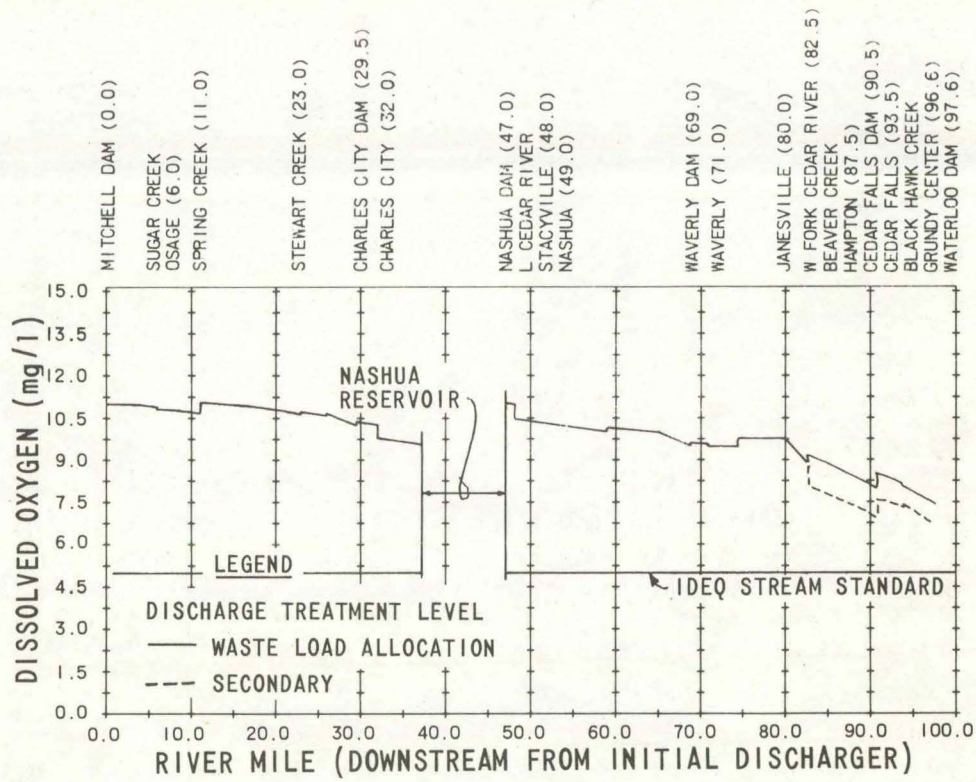 MITCHELL DAM (0.0)
SUGAR CREEK
OSAGE (6.0)
SPRING CREEK (11.0)
STEWART CREEK (23.0)
CHARLES CITY DAM (29.5)
CHARLES CITY (32.0)
NASHUA DAM (47.0)
L CEDAR RIVER
STACYVILLE (48.0)
NASHUA (49.0)
WAVERLY DAM (69.0)
WAVERLY (71.0)
JANESVILLE (80.0)
W FORK CEDAR RIVER (82.5)
BEAVER CREEK
HAMPTON (87.5)
CEDAR FALLS DAM (90.5)
CEDAR FALLS (93.5)
BLACK HAWK CREEK
GRUNDY CENTER (96.6)
WATERLOO DAM (97.6)
DISSOLVED OXYGEN (mg/l)
15.0
13.5
12.0
10.5
9.0
7.5
6.0
4.5
3.0
1.5
0.0
NASHUA
RESERVOIR
LEGEND
DISCHARGE TREATMENT LEVEL
WASTE LOAD ALLOCATION
SECONDARY
IDEQ STREAM STANDARD
0.0 10.0 20.0 30.0 40.0 50.0 60.0 70.0 80.0 90.0 100.0
RIVER MILE (DOWNSTREAM FROM INITIAL DISCHARGER)